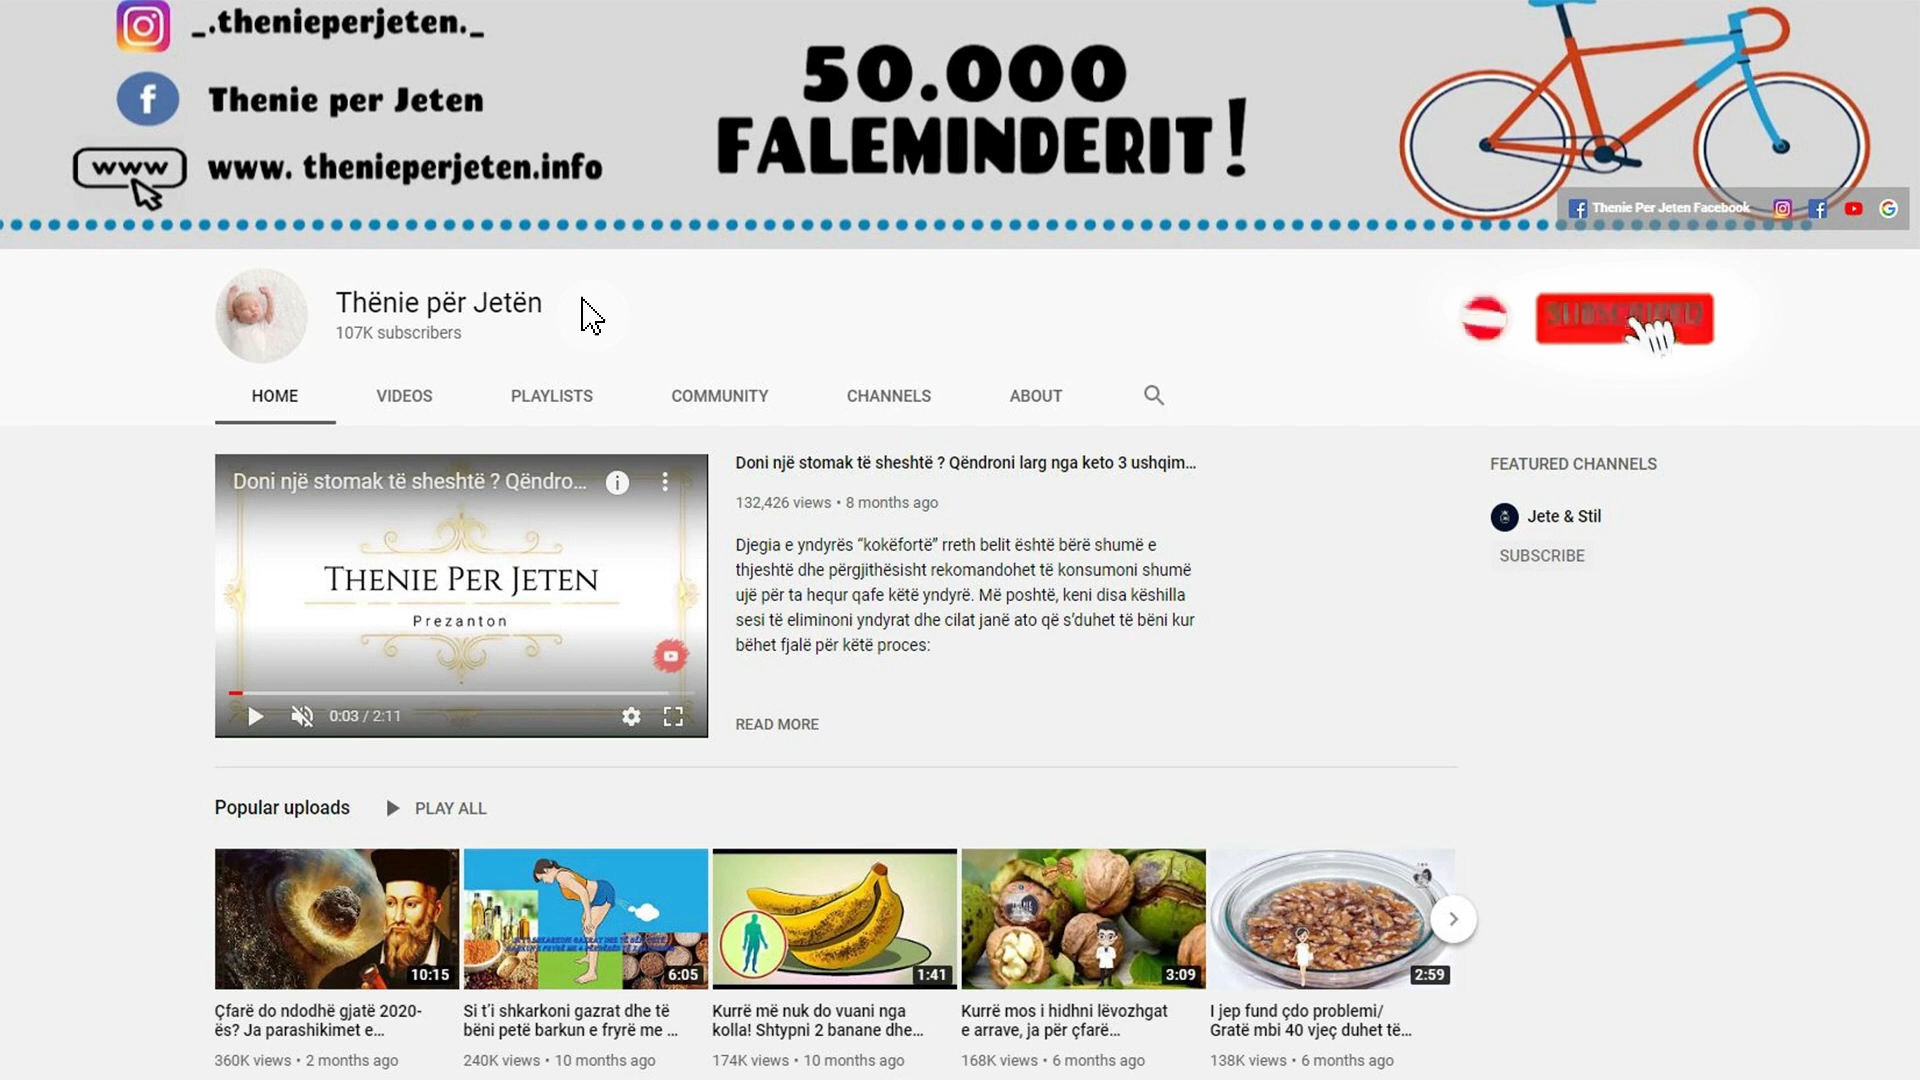 _.thenieperjeten._
Thenie per Jeten
www
www. thenieperjeten.info
50.000
FALEMINDERIT!
Thenie Per Jeten Facebook
Thënie për Jetën
107K subscribers
HOME
VIDEOS
PLAYLISTS
COMMUNITY
CHANNELS
ABOUT
Doni një stomak të sheshtë ? Qëndro...
THENIE PER JETEN
Prezanton
0:03 / 2:11
Doni një stomak të sheshtë ? Qëndroni larg nga keto 3 ushqim...
132,426 views • 8 months ago
Djegia e yndyrës “kokëfortë” rreth belit është bërë shumë e
thjeshtë dhe përgjithësisht rekomandohet të konsumoni shumë
ujë për ta hequr qafe këtë yndyrë. Më poshtë, keni disa këshilla
sesi të eliminoni yndyrat dhe cilat janë ato që s’duhet të bëni kur
bëhet fjalë për këtë proces:
READ MORE
FEATURED CHANNELS
Jete & Stil
SUBSCRIBE
Popular uploads
PLAY ALL
10:15
6:05
1:41
3:09
2:59
Çfarë do ndodhë gjatë 2020-
ës? Ja parashikimet e...
360K views • 2 months ago
Si t’i shkarkoni gazrat dhe të
bëni petë barkun e fryrë me ...
240K views • 10 months ago
Kurrë më nuk do vuani nga
kolla! Shtypni 2 banane dhe...
174K views • 10 months ago
Kurrë mos i hidhni lëvozhgat
e arrave, ja për çfarë...
168K views • 6 months ago
I jep fund çdo problemi/
Gratë mbi 40 vjeç duhet të...
138K views • 6 months ago